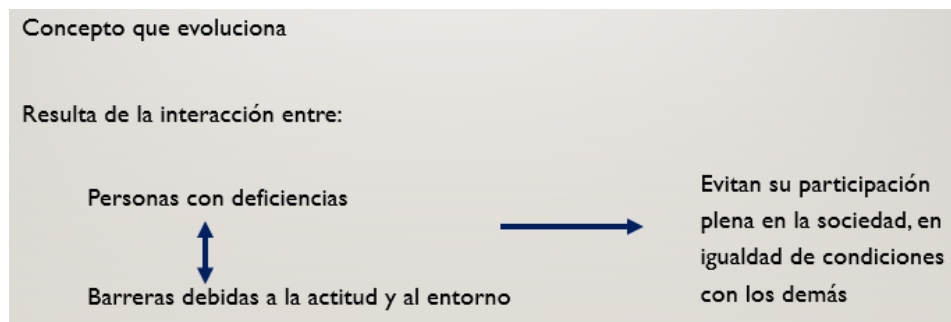 Concepto que evoluciona
Resulta de la interacción entre:
Personas con deficiencias
Barreras debidas a la actitud y al entorno
Evitan su participación
plena en la sociedad, en
igualdad de condiciones
con los demás